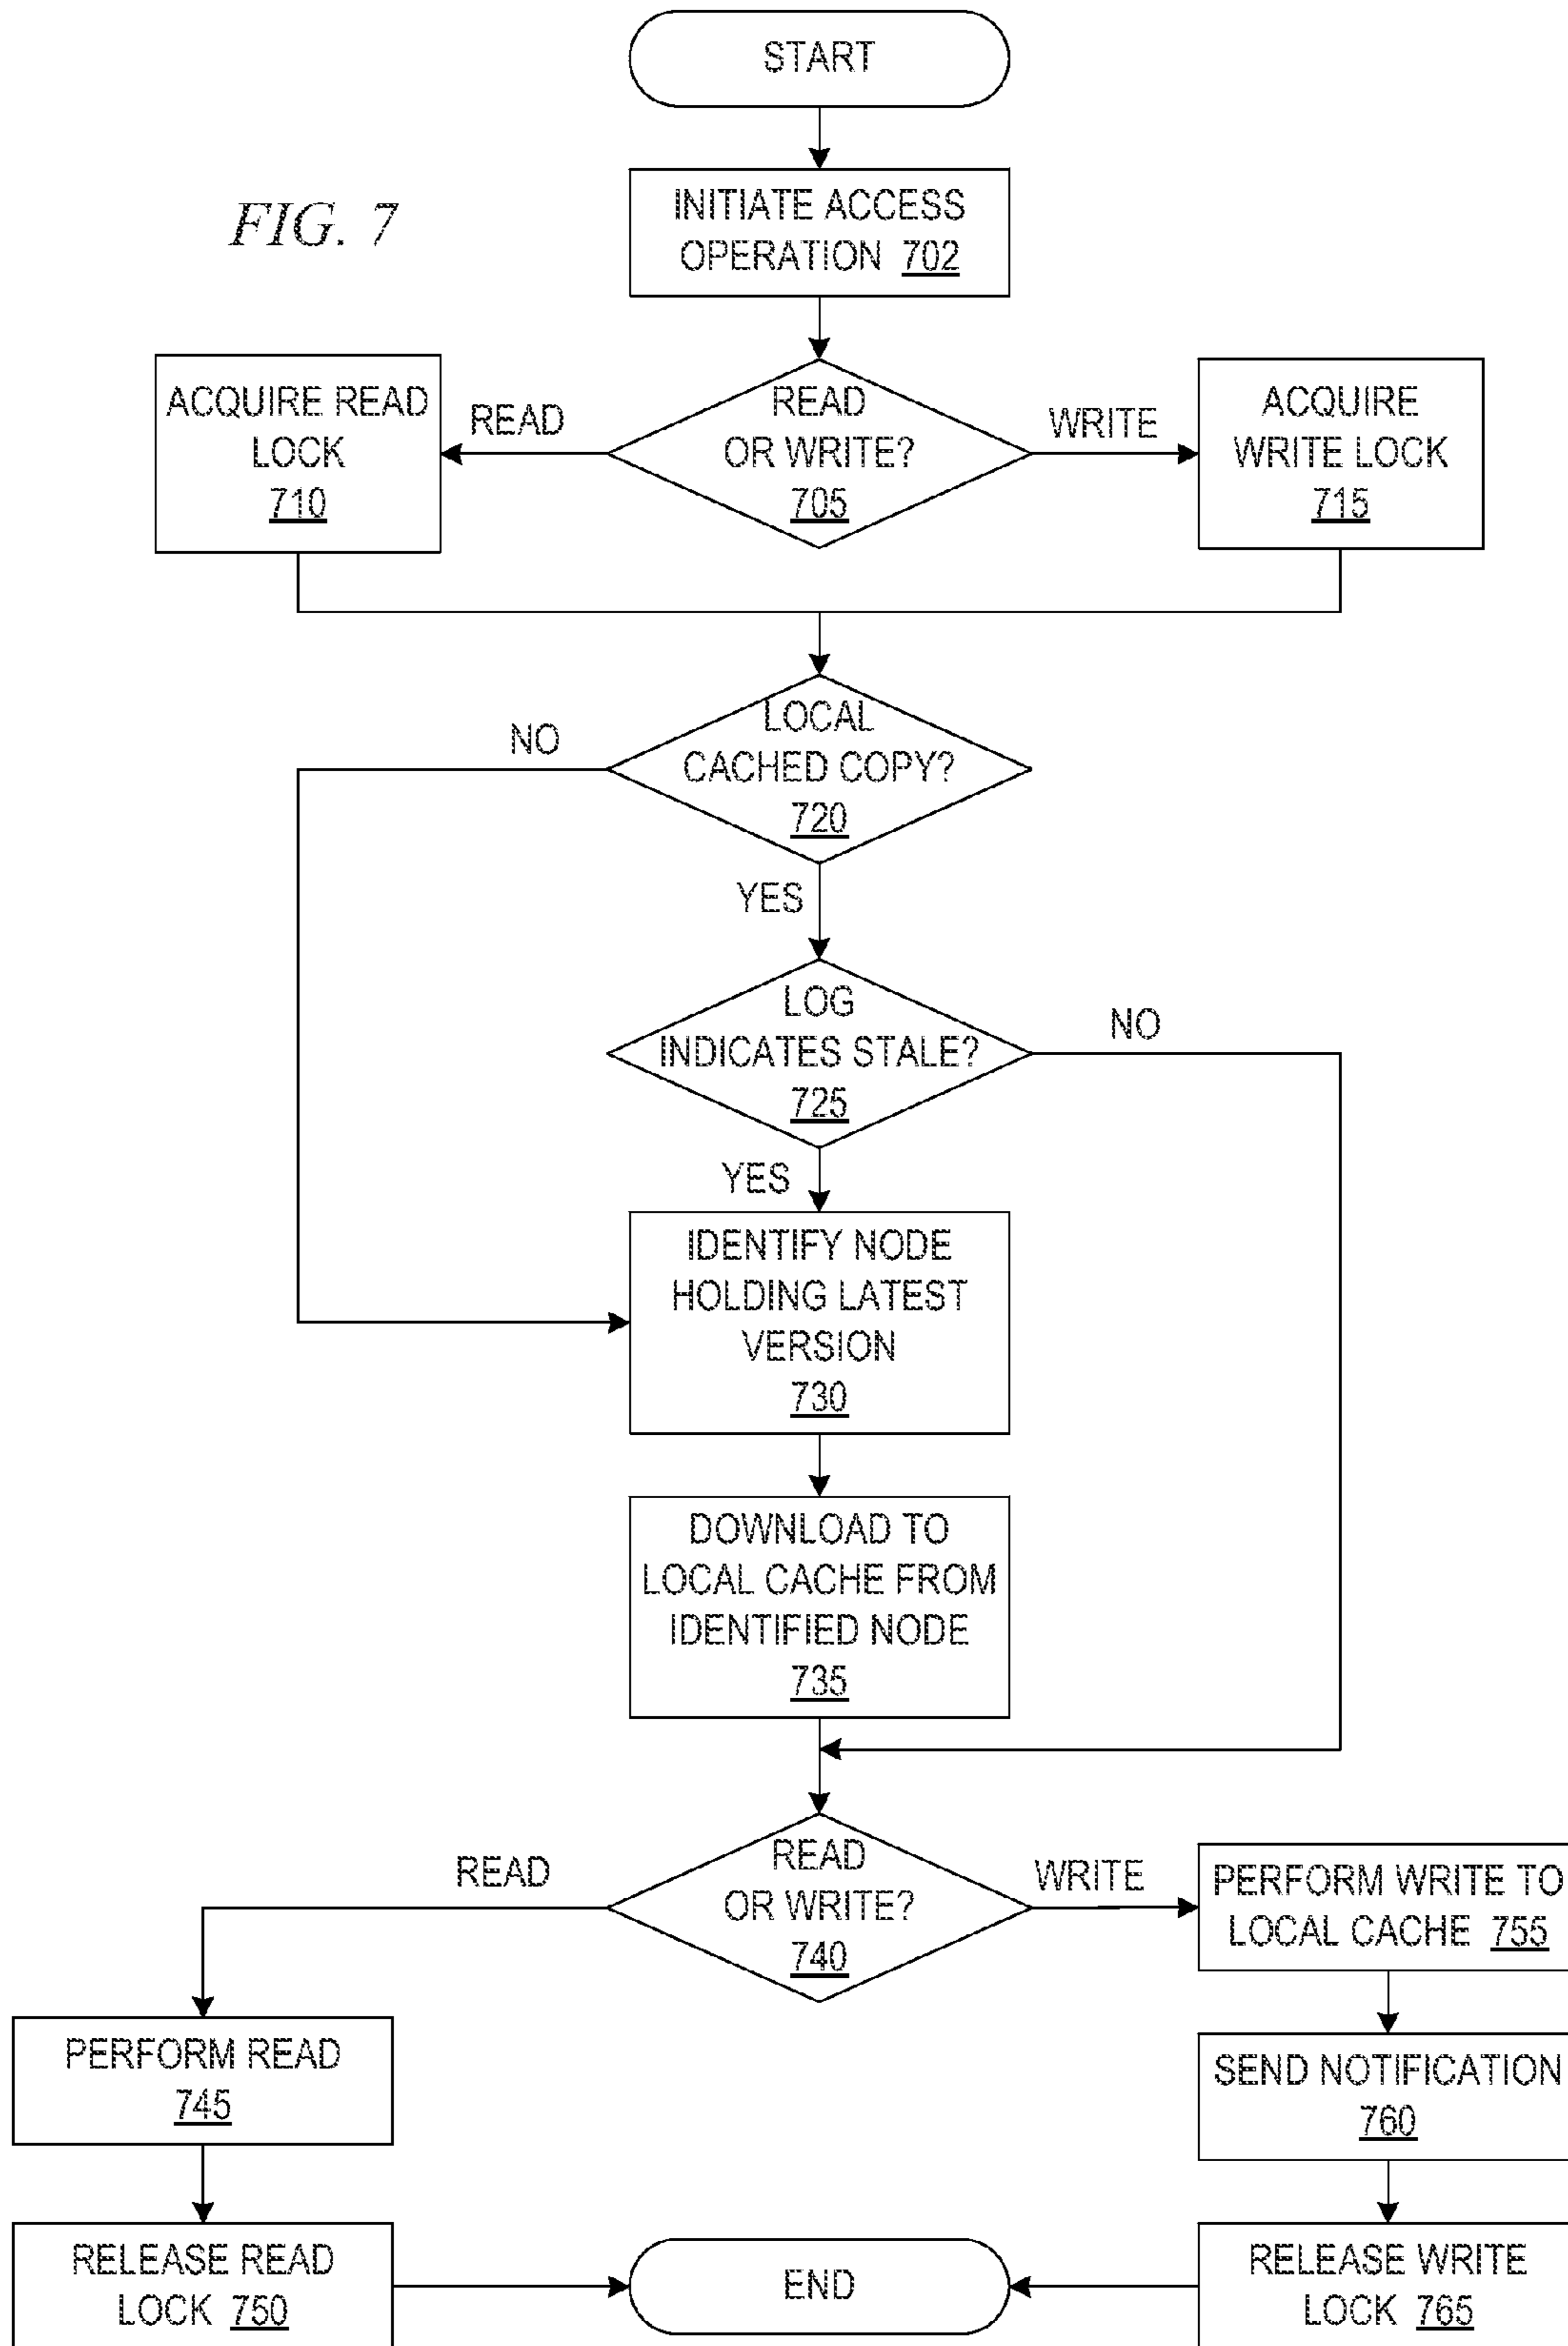 START
FIG. 7
INITIATE ACCESS
OPERATION 702
ACQUIRE READ
LOCK
710
READ
READ
OR WRITE?
705
WRITE
ACQUIRE
WRITE LOCK
715
NO
LOCAL
CACHED COPY?
720
YES
LOG
INDICATES STALE?
725
NO
YES
IDENTIFY NODE
HOLDING LATEST
VERSION
730
DOWNLOAD TO
LOCAL CACHE FROM
IDENTIFIED NODE
735
READ
READ
OR WRITE?
740
WRITE
PERFORM WRITE TO
LOCAL CACHE 755
PERFORM READ
745
SEND NOTIFICATION
760
RELEASE READ
LOCK 750
END
RELEASE WRITE
LOCK 765